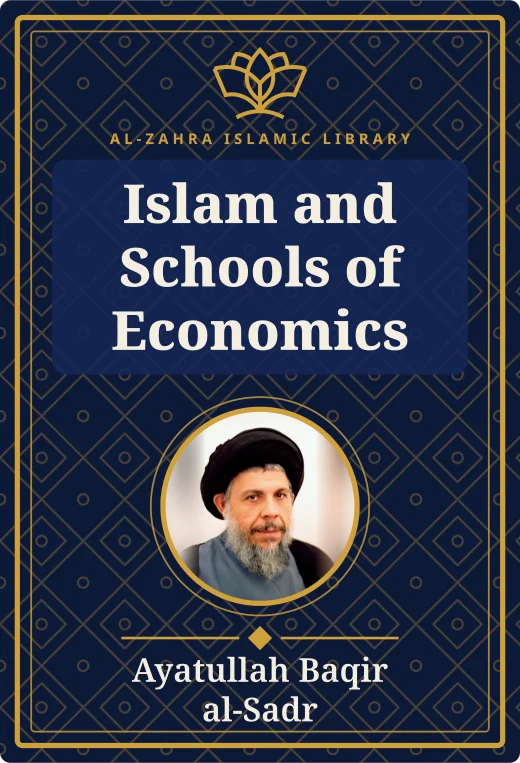 AL-ZAHRA ISLAMIC LIBRARY
Islam and
Schools of
Economics
Ayatullah Baqir
al-Sadr